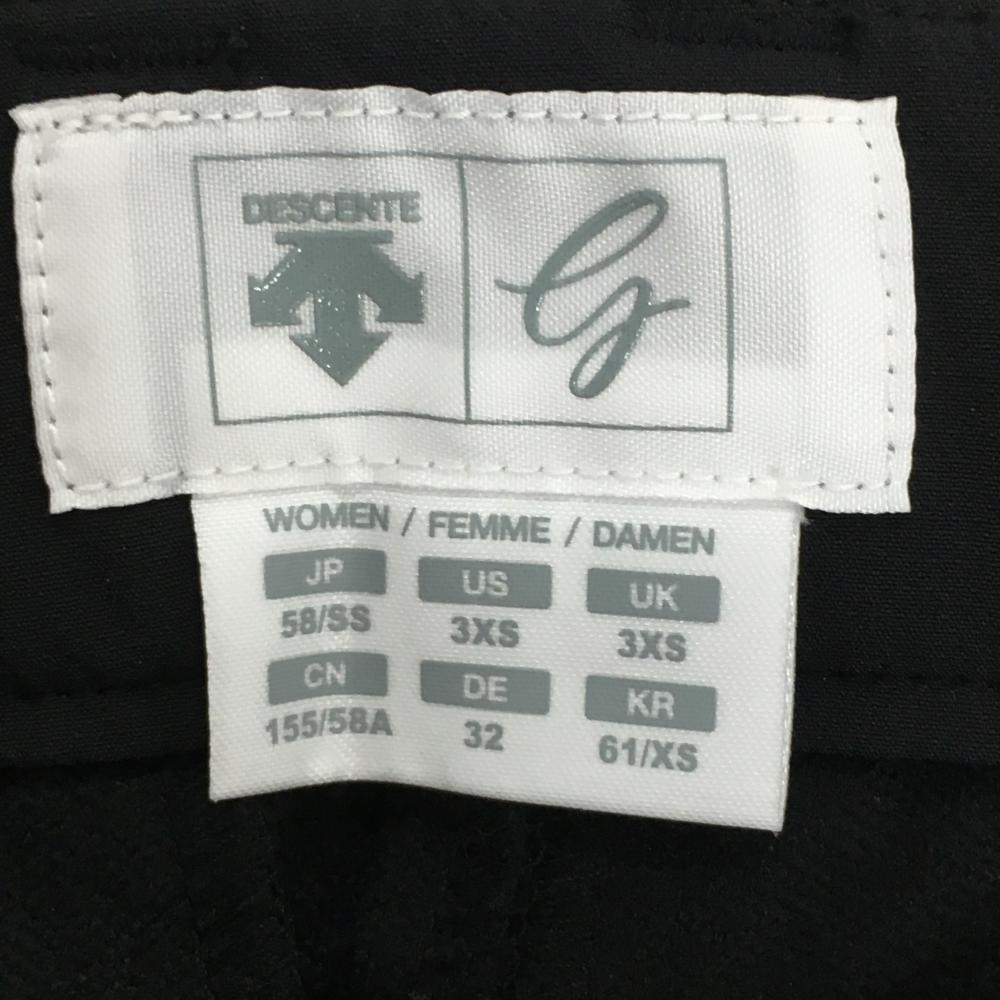 DESCENTE
G
WOMEN / FEMME / DAMEN
JP US UK
58/SS 3XS 3XS
CN DE KR
155/58A 32 61/XS